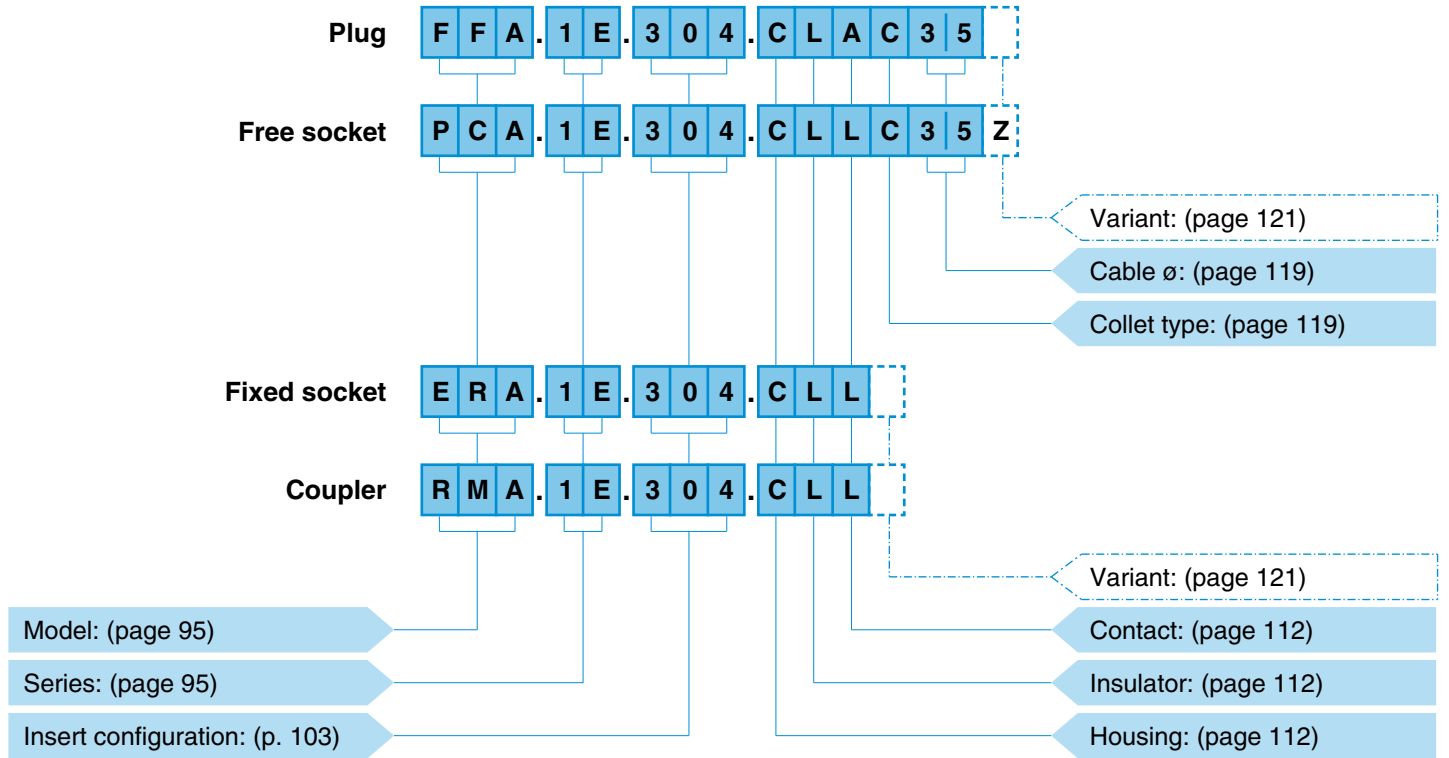 Plug FFA.1E.304.CLAC35
Free socket PCA.1E.304.CLLC35Z
Variant: (page 121)
Cable ø: (page 119)
Collet type: (page 119)
Fixed socket ERA.1E.304.CLL
Coupler RMA.1E.304.CLL
Variant: (page 121)
Model: (page 95) Contact: (page 112)
Series: (page 95) Insulator: (page 112)
Insert configuration: (p. 103) Housing: (page 112)